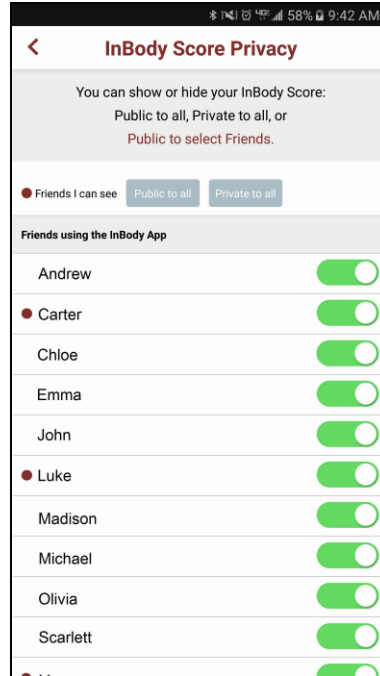 58% 9:42 AM
InBody Score Privacy
You can show or hide your InBody Score:
Public to all, Private to all, or
Public to select Friends.
Friends I can see Public to all Private to all
Friends using the InBody App
Andrew
Carter
Chloe
Emma
John
Luke
Madison
Michael
Olivia
Scarlett